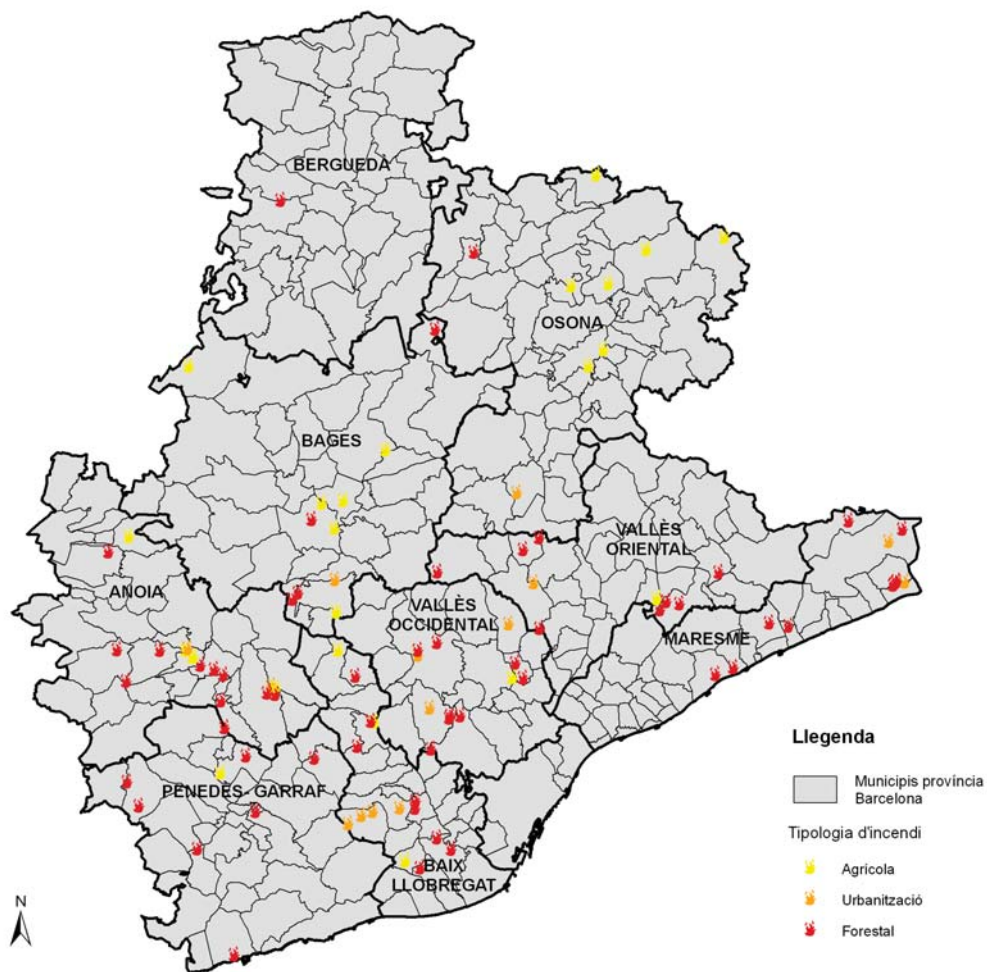 BERGUEDÀ
OSONA
BAGES
VALLÈS
ORIENTAL
ANOIA
VALLÈS
OCCIDENTAL
MARESME
PENEDÈS - GARRAF
BAIX
LLOBREGAT
N
Llegenda
Municipis província
Barcelona
Tipologia d'incendi
Agrícola
Urbanització
Forestal